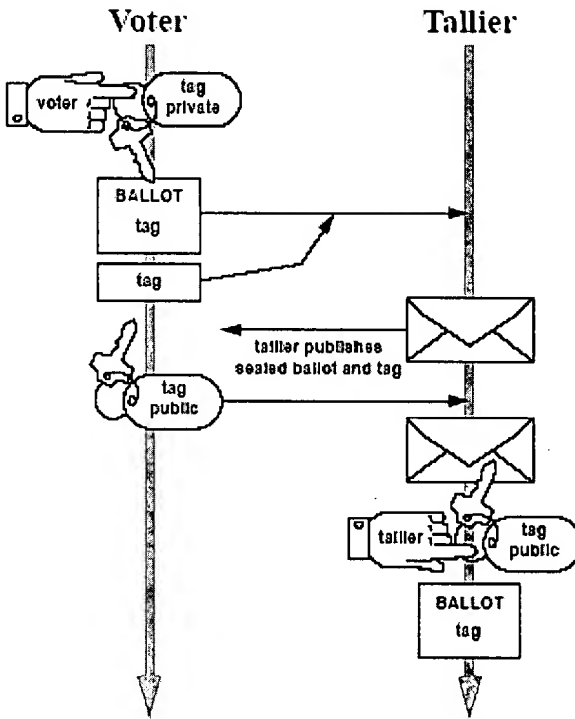 Voter
Tallier
voter
tag
private
BALLOT
tag
tag
tallier publishes
sealed ballot and tag
tag
public
tallier
tag
public
BALLOT
tag